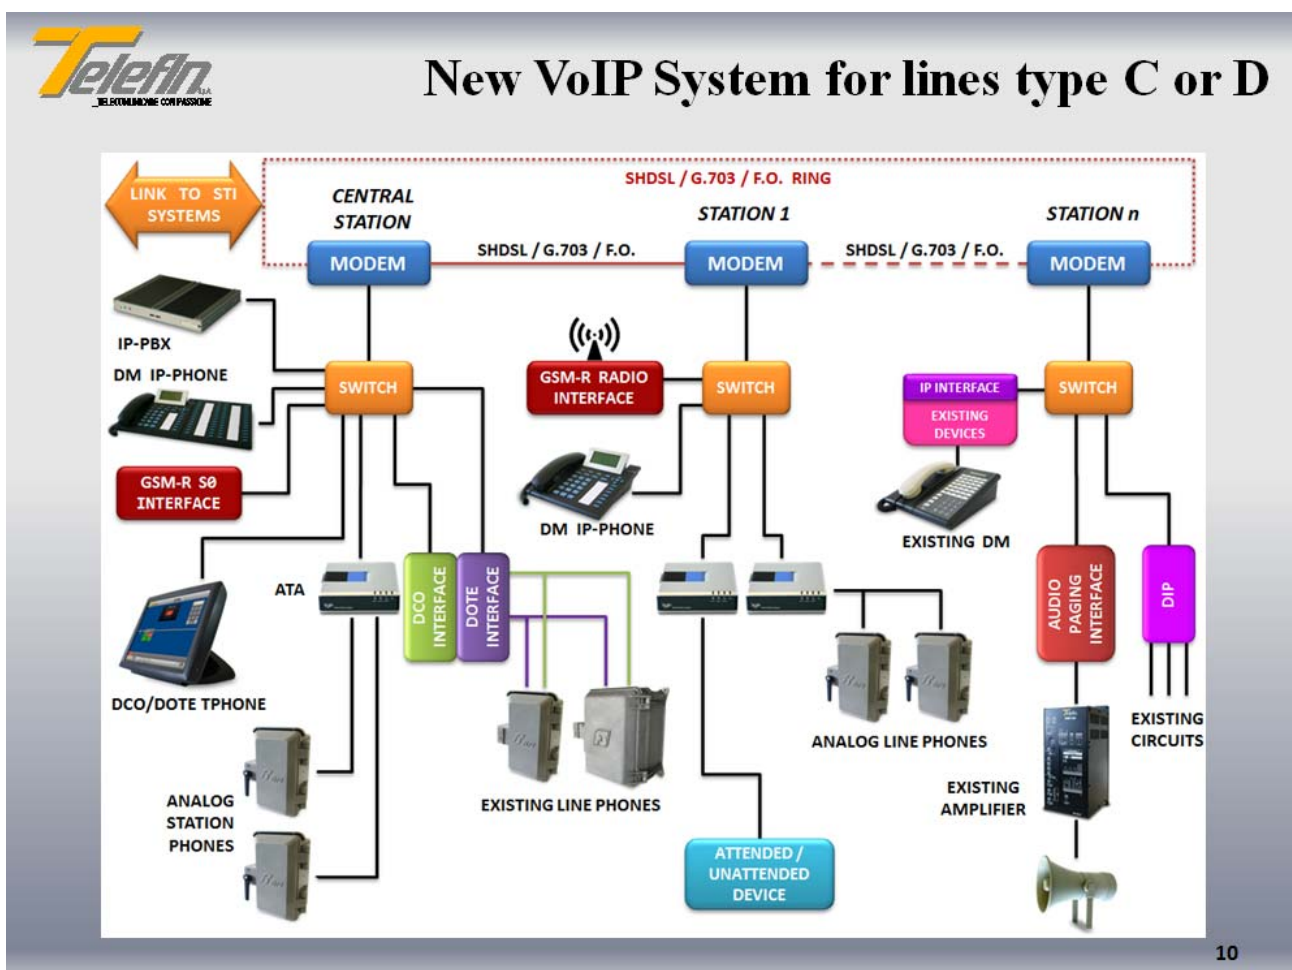 Telefin S.p.A.
_TELECOMUNICARE CON PASSIONE
New VoIP System for lines type C or D
LINK TO STI
SYSTEMS
SHDSL / G.703 / F.O. RING
CENTRAL
STATION
STATION 1
STATION n
MODEM
SHDSL / G.703 / F.O.
MODEM
SHDSL / G.703 / F.O.
MODEM
IP-PBX
DM IP-PHONE
SWITCH
GSM-R RADIO
INTERFACE
SWITCH
IP INTERFACE
EXISTING
DEVICES
SWITCH
GSM-R S0
INTERFACE
DM IP-PHONE
EXISTING DM
ATA
DCO
INTERFACE
DOTE
INTERFACE
AUDIO
PAGING
INTERFACE
DIP
DCO/DOTE TPHONE
EXISTING LINE PHONES
ANALOG LINE PHONES
EXISTING
CIRCUITS
ANALOG
STATION
PHONES
EXISTING
AMPLIFIER
ATTENDED /
UNATTENDED
DEVICE
10